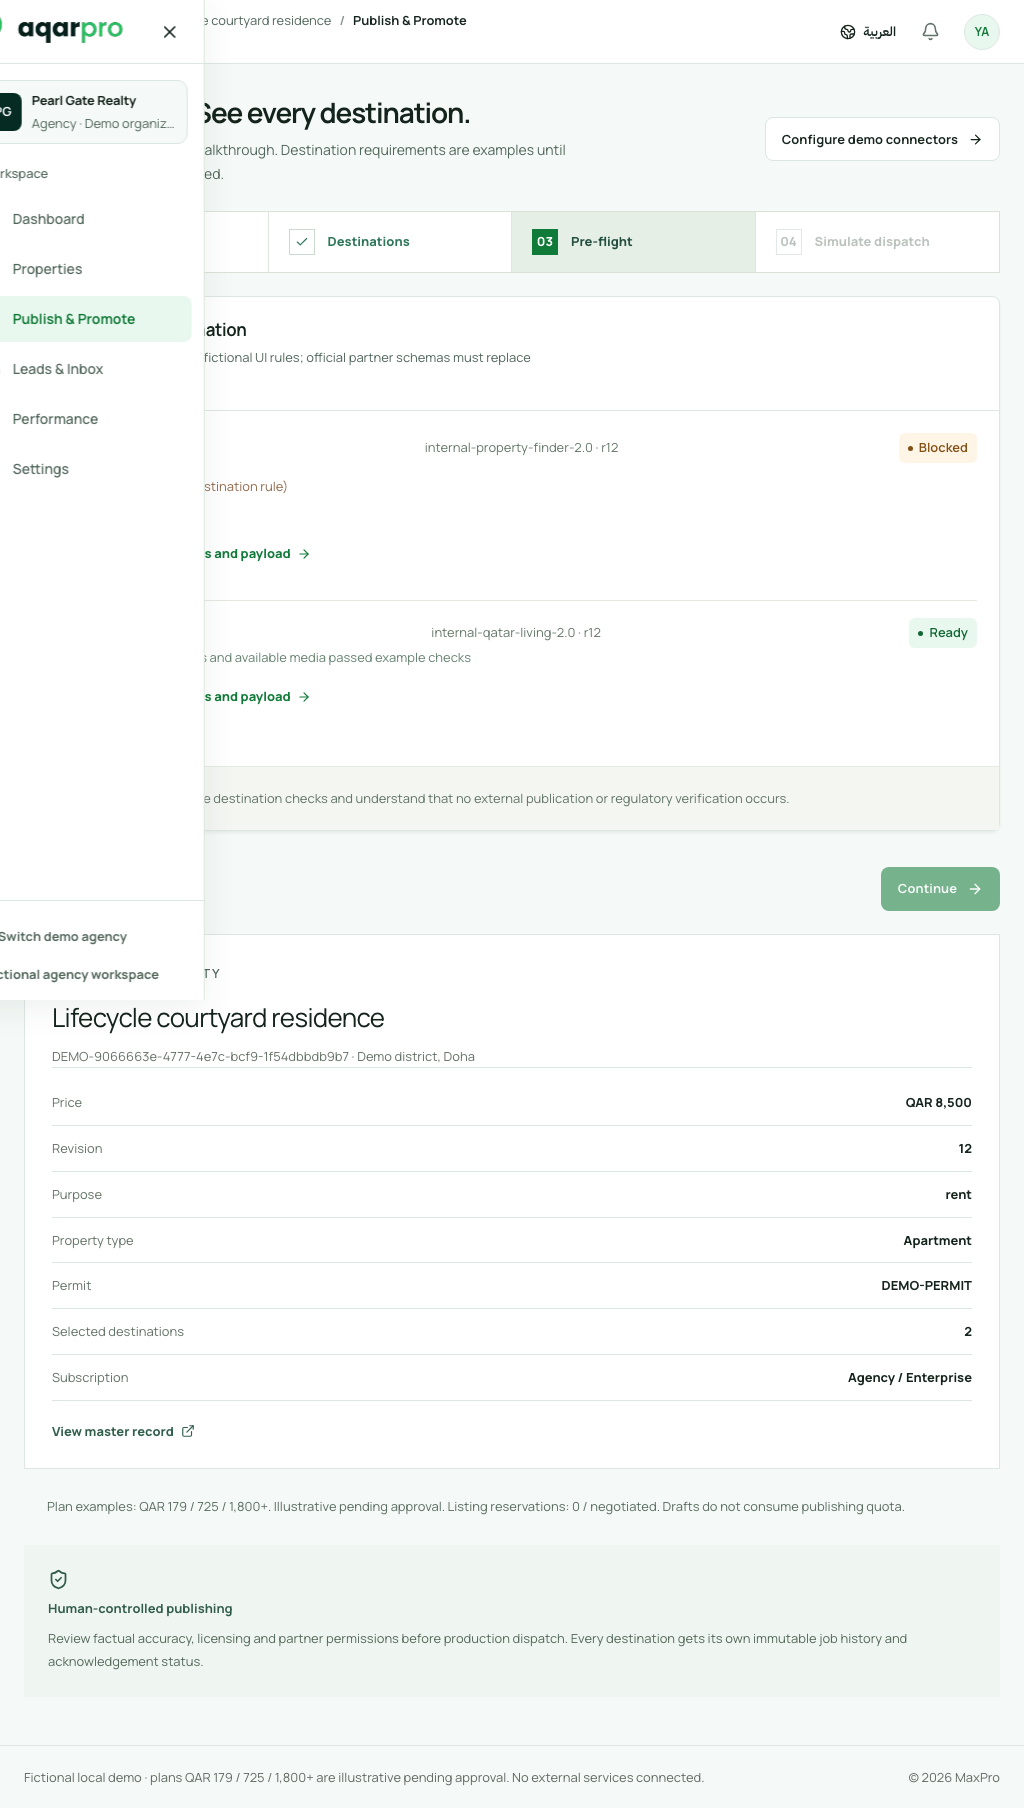 aqarpro
PG
Pearl Gate Realty
Agency · Demo organiz...
rkspace
Dashboard
Properties
Publish & Promote
Leads & Inbox
Performance
Settings
Switch demo agency
ctional agency workspace
e courtyard residence / Publish & Promote
العربية
YA
See every destination.
alkthrough. Destination requirements are examples until
ed.
Configure demo connectors
Destinations
03 Pre-flight
04 Simulate dispatch
ation
fictional UI rules; official partner schemas must replace
internal-property-finder-2.0 · r12
Blocked
stination rule)
s and payload
internal-qatar-living-2.0 · r12
Ready
s and available media passed example checks
s and payload
e destination checks and understand that no external publication or regulatory verification occurs.
Continue
TY
Lifecycle courtyard residence
DEMO-9066663e-4777-4e7c-bcf9-1f54dbbdb9b7 · Demo district, Doha
Price QAR 8,500
Revision 12
Purpose rent
Property type Apartment
Permit DEMO-PERMIT
Selected destinations 2
Subscription Agency / Enterprise
View master record
Plan examples: QAR 179 / 725 / 1,800+. Illustrative pending approval. Listing reservations: 0 / negotiated. Drafts do not consume publishing quota.
Human-controlled publishing
Review factual accuracy, licensing and partner permissions before production dispatch. Every destination gets its own immutable job history and
acknowledgement status.
Fictional local demo · plans QAR 179 / 725 / 1,800+ are illustrative pending approval. No external services connected.
© 2026 MaxPro